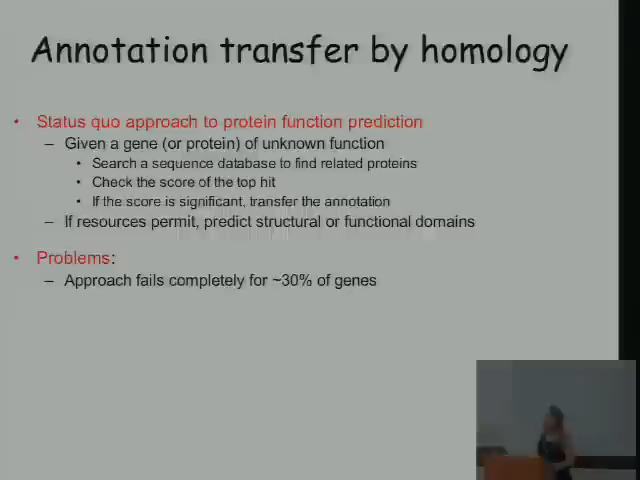 Annotation transfer by homology
• Status quo approach to protein function prediction
– Given a gene (or protein) of unknown function
• Search a sequence database to find related proteins
• Check the score of the top hit
• If the score is significant, transfer the annotation
– If resources permit, predict structural or functional domains
• Problems:
– Approach fails completely for ~30% of genes